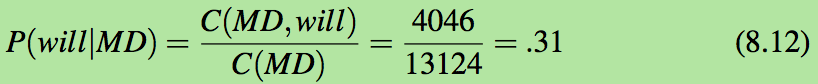 P(will|MD) = C(MD,will) / C(MD) = 4046 / 13124 = .31 (8.12)